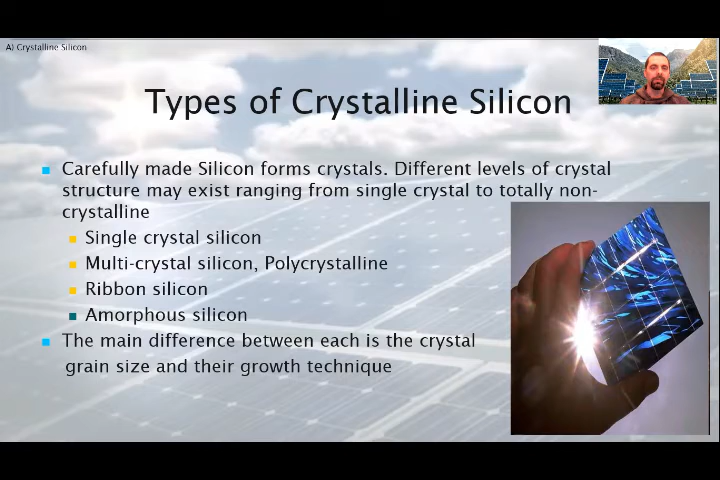 A) Crystalline Silicon
Types of Crystalline Silicon
Carefully made Silicon forms crystals. Different levels of crystal
structure may exist ranging from single crystal to totally non-
crystalline
Single crystal silicon
Multi-crystal silicon, Polycrystalline
Ribbon silicon
Amorphous silicon
The main difference between each is the crystal
grain size and their growth technique